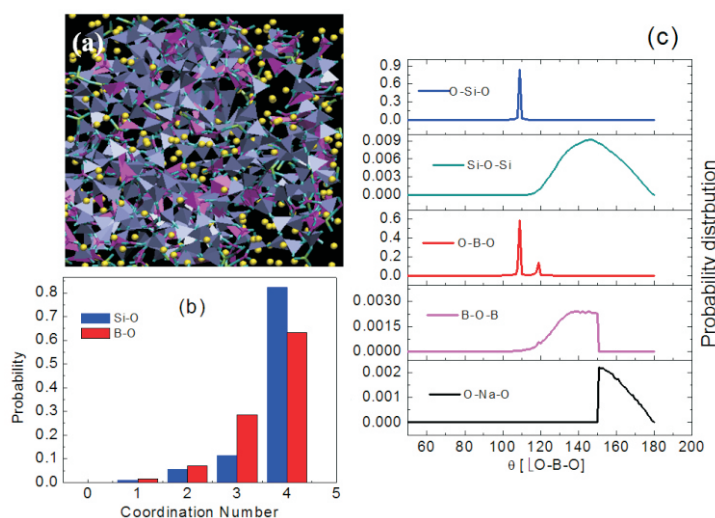 (a)
(b)
Probability
0.8
0.7
0.6
0.5
0.4
0.3
0.2
0.1
0.0
Si-O
B-O
0 1 2 3 4 5
Coordination Number
(c)
0.9
0.6
0.3
0.0
O-Si-O
0.009
0.006
0.003
0.000
Si-O-Si
0.6
0.4
0.2
0.0
O-B-O
0.0030
0.0015
0.0000
B-O-B
0.002
0.001
0.000
O-Na-O
60 80 100 120 140 160 180 200
θ [⌊O-B-O]
Probability distrbution